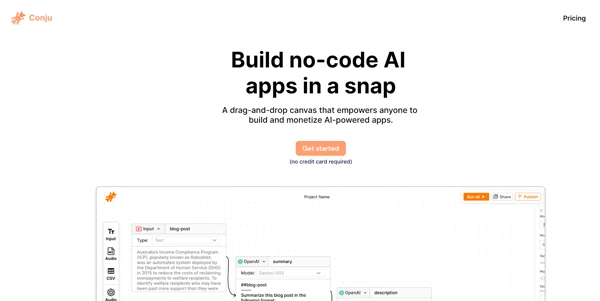 Conju
Pricing
Build no-code AI
apps in a snap
A drag-and-drop canvas that empowers anyone to
build and monetize AI-powered apps.
Get started
(no credit card required)
Project Name
Run all
Share
Publish
Input
blog-post
Type: Text
Australia's Income Compliance Program
(ICP), popularly known as Robodebt,
was an automated system deployed by
the Department of Human Service (DHS)
in 2015 to reduce the costs of reclaiming
overpayments to welfare recipients. To
identify welfare recipients who may have
been paid more support than they were
Tr
Input
Audio
CSV
Audio
OpenAI
summary
Model: Davinci-003
##blog-post
Summarize this blog post in the
OpenAI
description